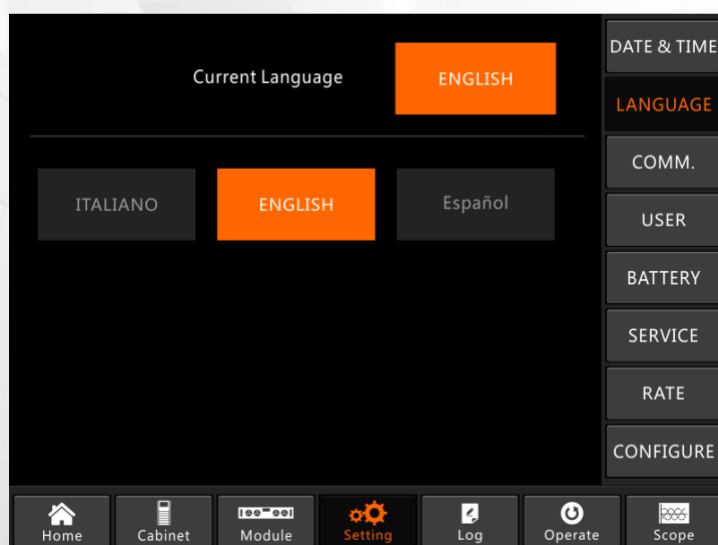 Current Language
ENGLISH
ITALIANO
ENGLISH
Español
DATE & TIME
LANGUAGE
COMM.
USER
BATTERY
SERVICE
RATE
CONFIGURE
Home
Cabinet
Module
Setting
Log
Operate
Scope